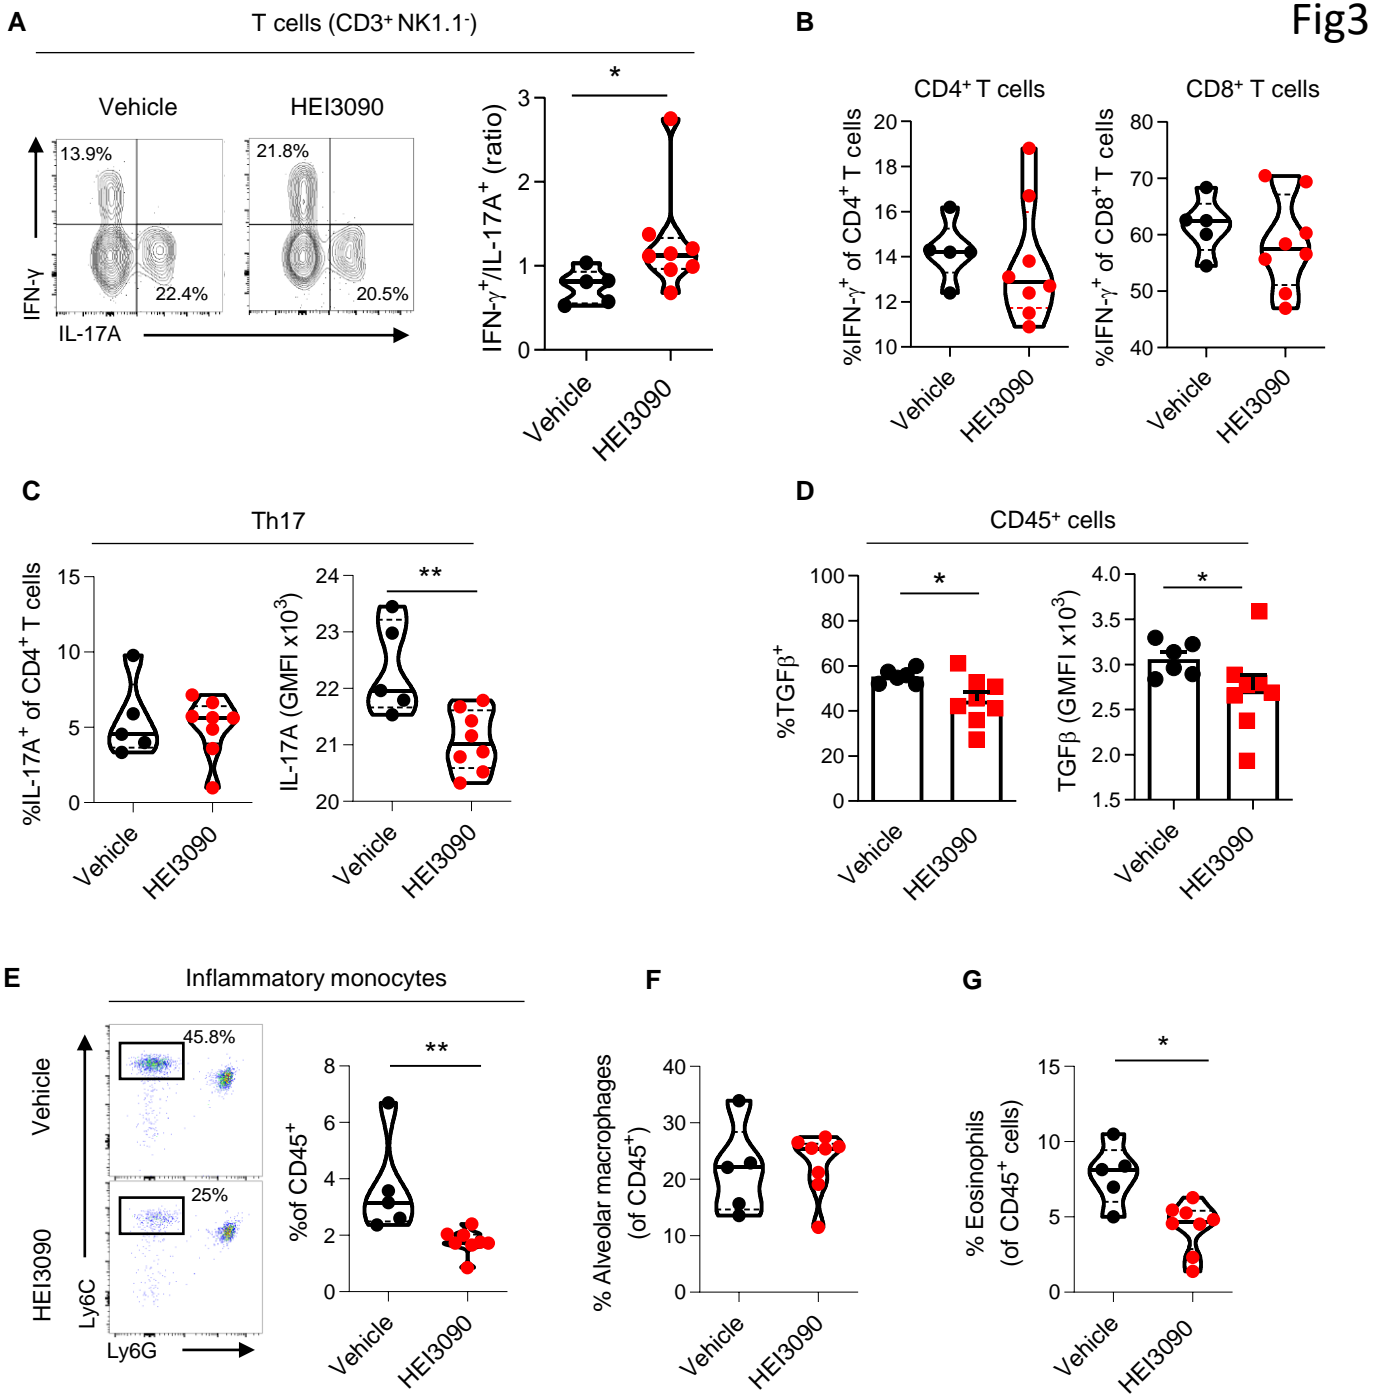 Fig3
A
T cells (CD3⁺ NK1.1⁻)
Vehicle
HEI3090
13.9%
22.4%
21.8%
20.5%
IFN-γ
IL-17A
*
IFN-γ⁺/IL-17A⁺ (ratio)
3
2
1
0
Vehicle
HEI3090
B
CD4⁺ T cells
%IFN-γ⁺ of CD4⁺ T cells
20
18
16
14
12
10
Vehicle
HEI3090
CD8⁺ T cells
%IFN-γ⁺ of CD8⁺ T cells
80
70
60
50
40
Vehicle
HEI3090
C
Th17
%IL-17A⁺ of CD4⁺ T cells
15
10
5
0
Vehicle
HEI3090
**
IL-17A (GMFI x10³)
24
23
22
21
20
Vehicle
HEI3090
D
CD45⁺ cells
*
%TGFβ⁺
100
80
60
40
20
0
Vehicle
HEI3090
*
TGFβ (GMFI x10³)
4.0
3.5
3.0
2.5
2.0
1.5
Vehicle
HEI3090
E
Inflammatory monocytes
Vehicle
45.8%
HEI3090
25%
Ly6C
Ly6G
**
%of CD45⁺
8
6
4
2
0
Vehicle
HEI3090
F
% Alveolar macrophages
(of CD45⁺)
40
30
20
10
0
Vehicle
HEI3090
G
*
% Eosinophils
(of CD45⁺ cells)
15
10
5
0
Vehicle
HEI3090